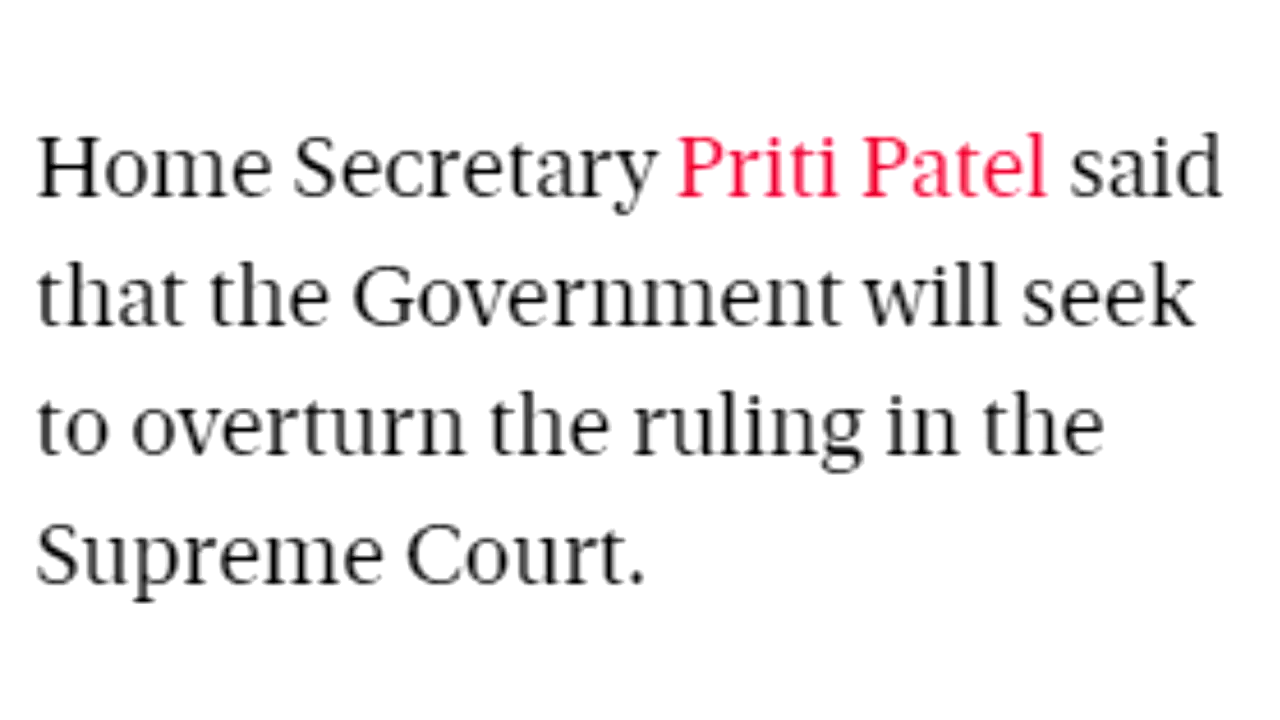 Home Secretary Priti Patel said
that the Government will seek
to overturn the ruling in the
Supreme Court.